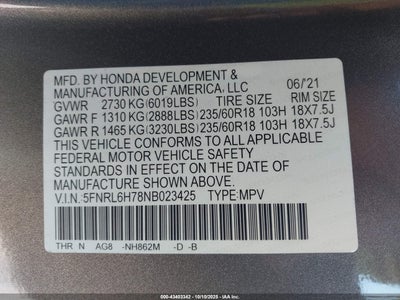 MFD. BY HONDA DEVELOPMENT &
MANUFACTURING OF AMERICA, LLC 06/'21
GVWR 2730 KG (6019LBS) TIRE SIZE RIM SIZE
GAWR F 1310 KG (2888LBS) 235/60R18 103H 18X7.5J
GAWR R 1465 KG (3230LBS) 235/60R18 103H 18X7.5J
THIS VEHICLE CONFORMS TO ALL APPLICABLE
FEDERAL MOTOR VEHICLE SAFETY
STANDARDS IN EFFECT ON THE DATE OF
MANUFACTURE SHOWN ABOVE.
V.I.N.:5FNRL6H78NB023425 TYPE:MPV
THR N AG8 -NH862M -D -B
000-43403342 - 10/10/2025 - IAA, Inc.